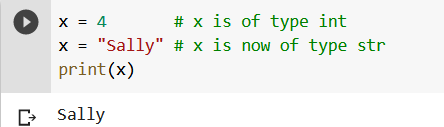 x = 4       # x is of type int
x = "Sally" # x is now of type str
print(x)
Sally